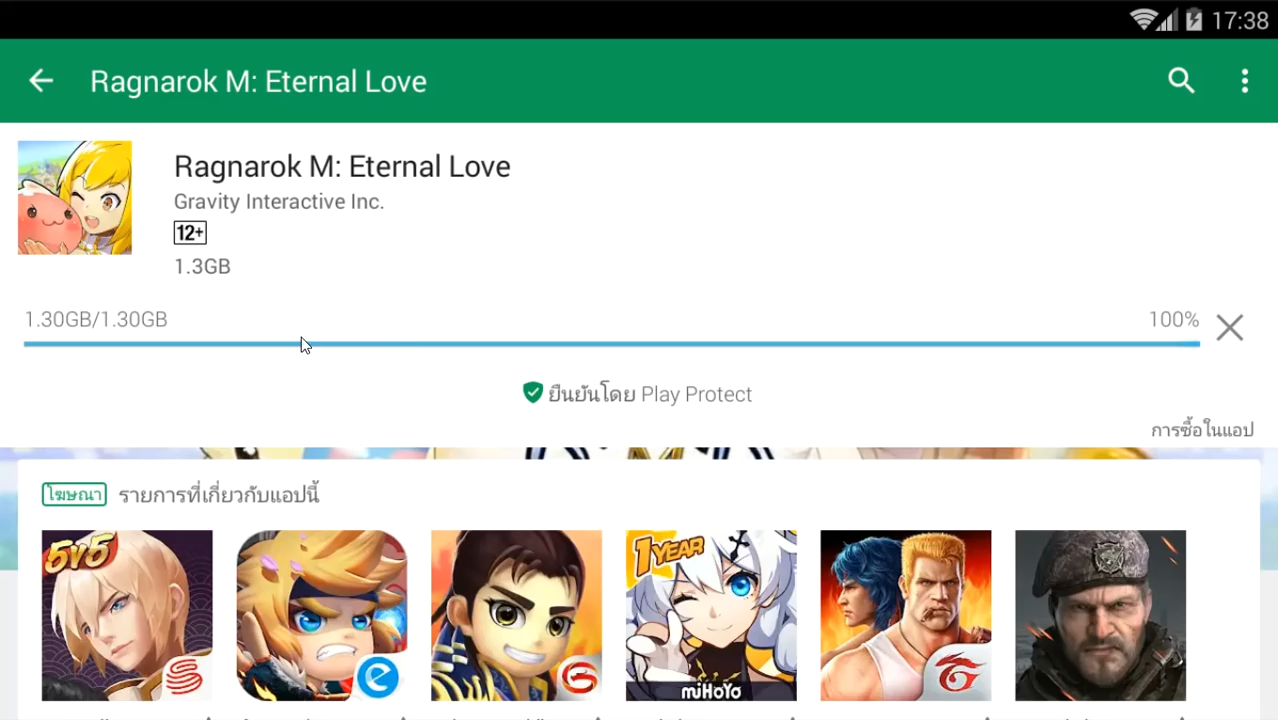 17:38
Ragnarok M: Eternal Love
Ragnarok M: Eternal Love
Gravity Interactive Inc.
12+
1.3GB
1.30GB/1.30GB 100%
ยืนยันโดย Play Protect
การซื้อในแอป
โฆษณา รายการที่เกี่ยวกับแอปนี้
5v5
1 YEAR
miHoYo